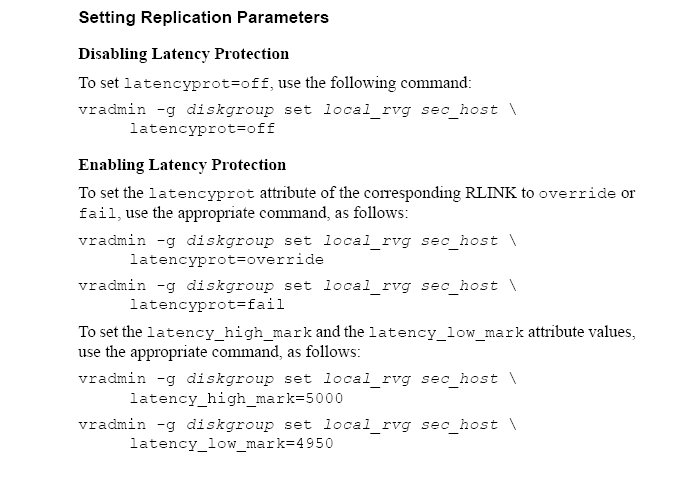 Setting Replication Parameters
Disabling Latency Protection
To set latencyprot=off, use the following command:
vradmin -g diskgroup set local_rvg sec_host \
latencyprot=off
Enabling Latency Protection
To set the latencyprot attribute of the corresponding RLINK to override or
fail, use the appropriate command, as follows:
vradmin -g diskgroup set local_rvg sec_host \
latencyprot=override
vradmin -g diskgroup set local_rvg sec_host \
latencyprot=fail
To set the latency_high_mark and the latency_low_mark attribute values,
use the appropriate command, as follows:
vradmin -g diskgroup set local_rvg sec_host \
latency_high_mark=5000
vradmin -g diskgroup set local_rvg sec_host \
latency_low_mark=4950